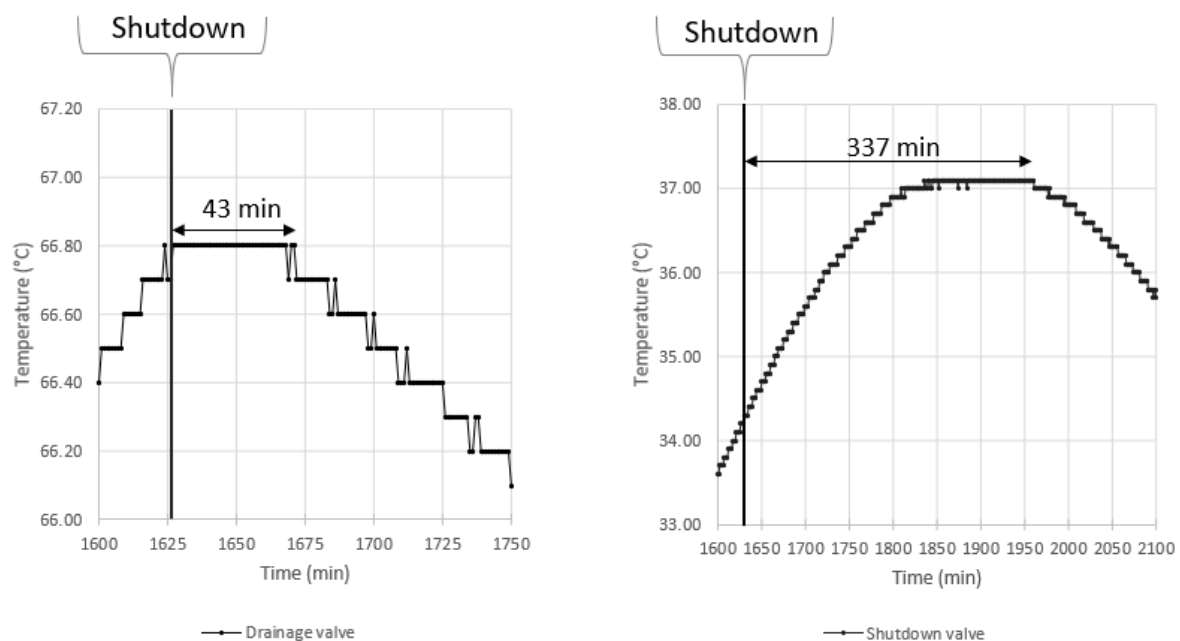 Shutdown
67.20
67.00
66.80
66.60
66.40
66.20
66.00
Temperature (°C)
43 min
1600 1625 1650 1675 1700 1725 1750
Time (min)
Drainage valve
Shutdown
38.00
37.00
36.00
35.00
34.00
33.00
Temperature (°C)
337 min
1600 1650 1700 1750 1800 1850 1900 1950 2000 2050 2100
Time (min)
Shutdown valve